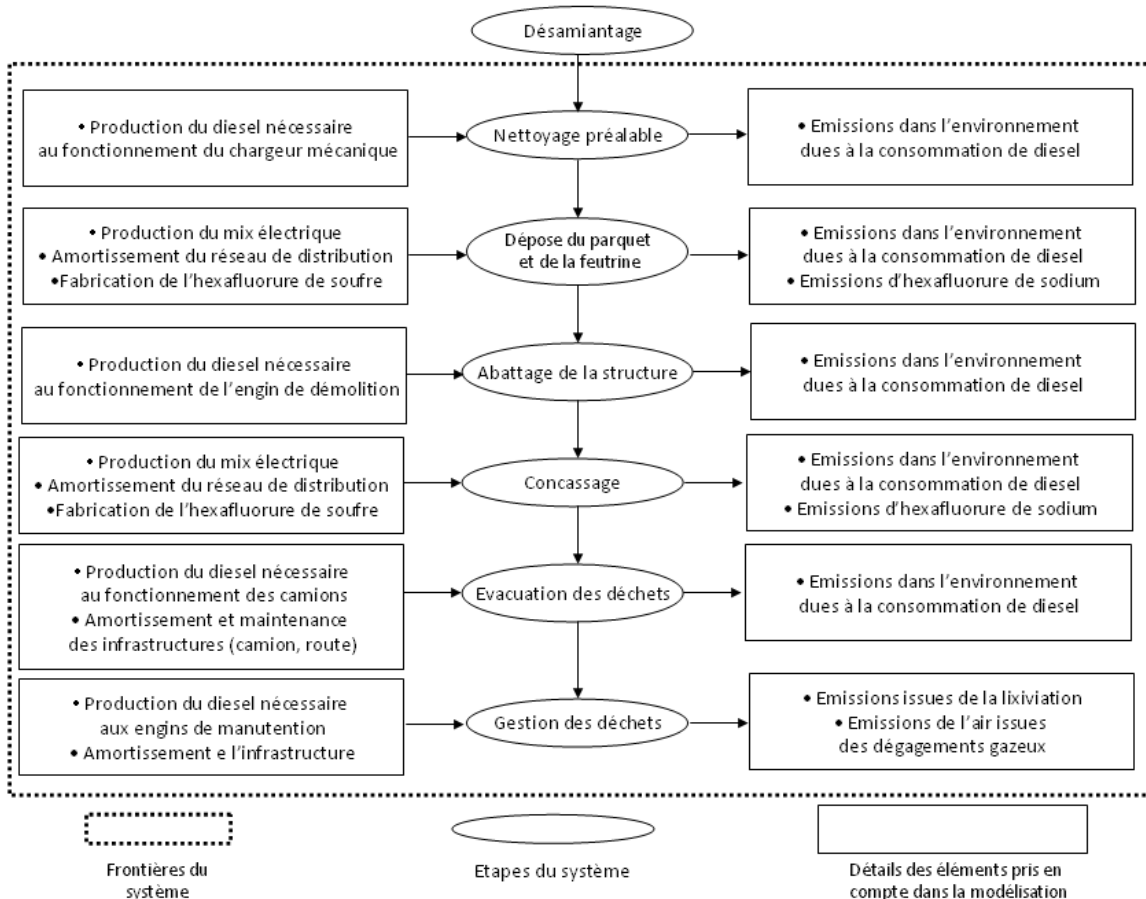 Désamiantage
• Production du diesel nécessaire
au fonctionnement du chargeur mécanique
Nettoyage préalable
• Emissions dans l'environnement
dues à la consommation de diesel
• Production du mix électrique
• Amortissement du réseau de distribution
•Fabrication de l'hexafluorure de soufre
Dépose du parquet
et de la feutrine
• Emissions dans l'environnement
dues à la consommation de diesel
• Emissions d'hexafluorure de sodium
• Production du diesel nécessaire
au fonctionnement de l'engin de démolition
Abattage de la structure
• Emissions dans l'environnement
dues à la consommation de diesel
• Production du mix électrique
• Amortissement du réseau de distribution
•Fabrication de l'hexafluorure de soufre
Concassage
• Emissions dans l'environnement
dues à la consommation de diesel
• Emissions d'hexafluorure de sodium
• Production du diesel nécessaire
au fonctionnement des camions
• Amortissement et maintenance
des infrastructures (camion, route)
Evacuation des déchets
• Emissions dans l'environnement
dues à la consommation de diesel
• Production du diesel nécessaire
aux engins de manutention
• Amortissement e l'infrastructure
Gestion des déchets
• Emissions issues de la lixiviation
• Emissions de l'air issues
des dégagements gazeux
Frontières du
système
Etapes du système
Détails des éléments pris en
compte dans la modélisation